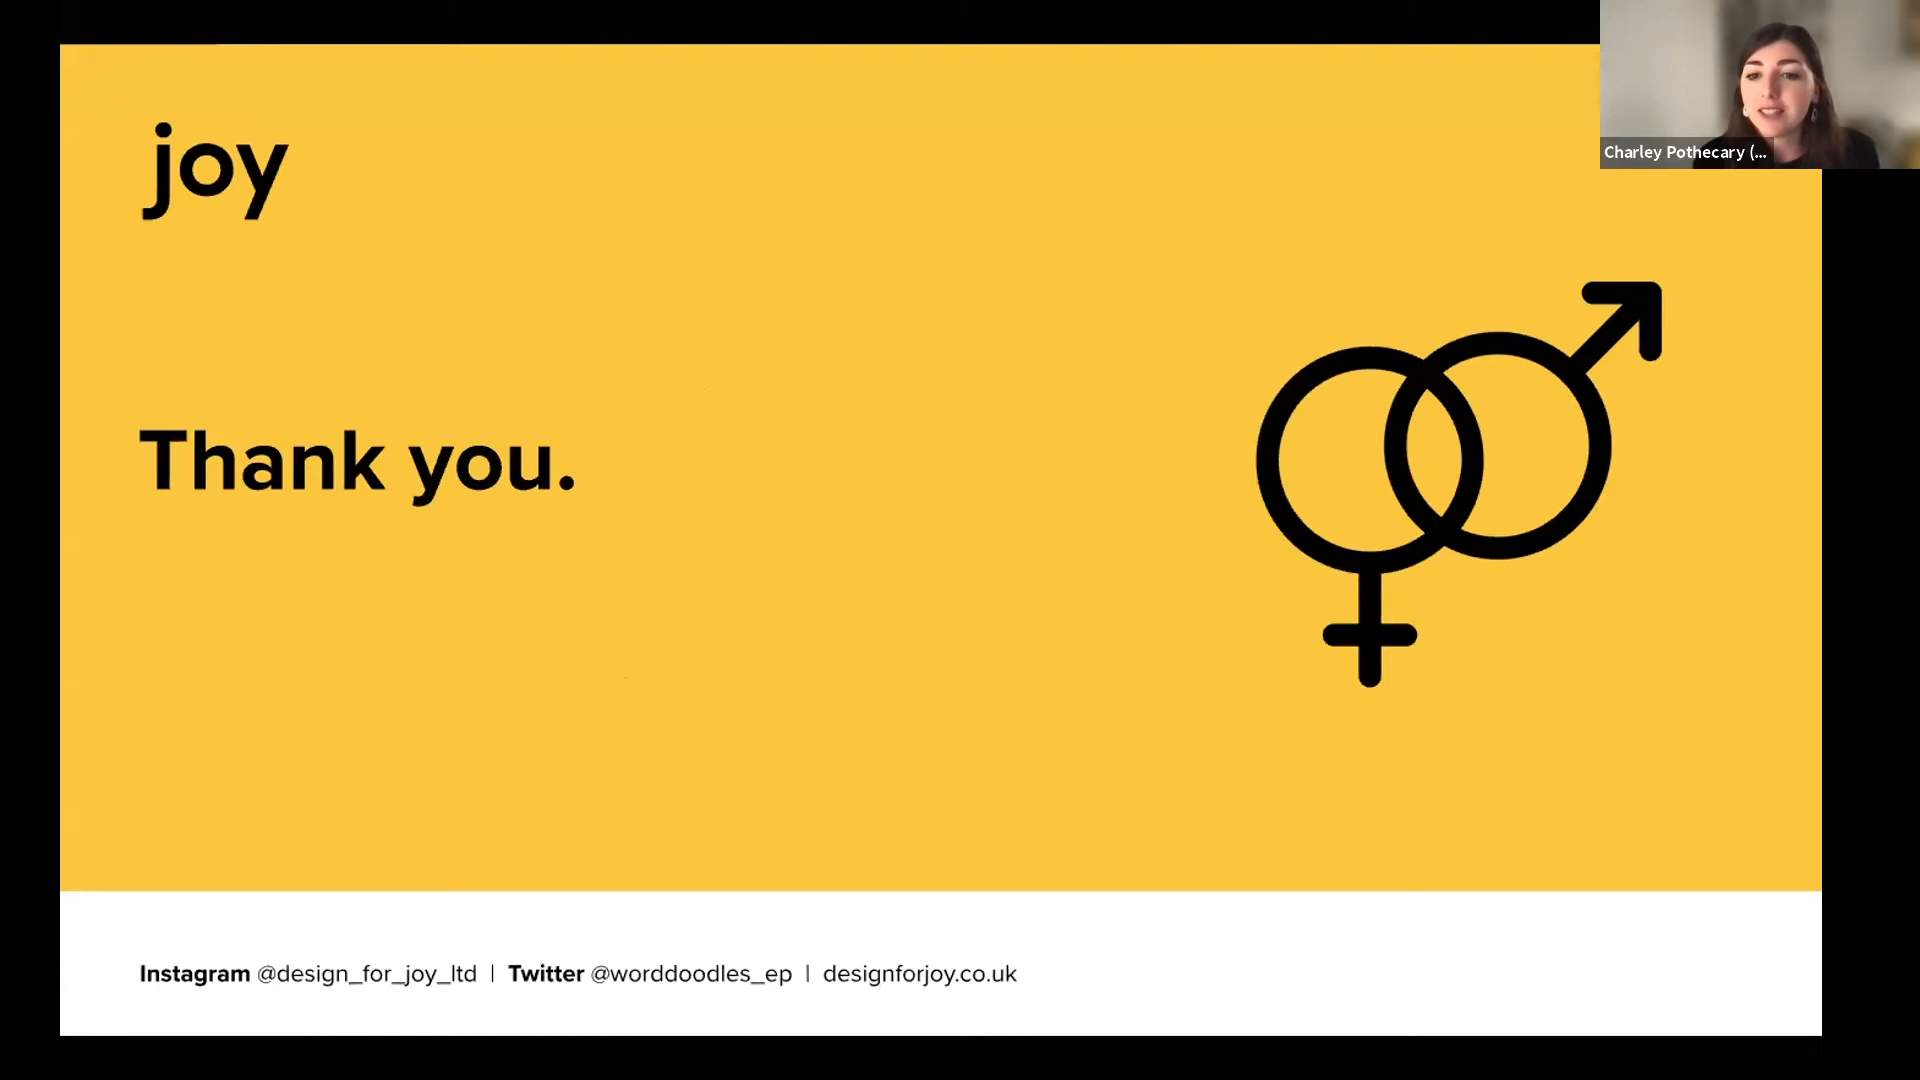 joy
Charley Pothecary (...
Thank you.
Instagram @design_for_joy_ltd | Twitter @worddoodles_ep | designforjoy.co.uk